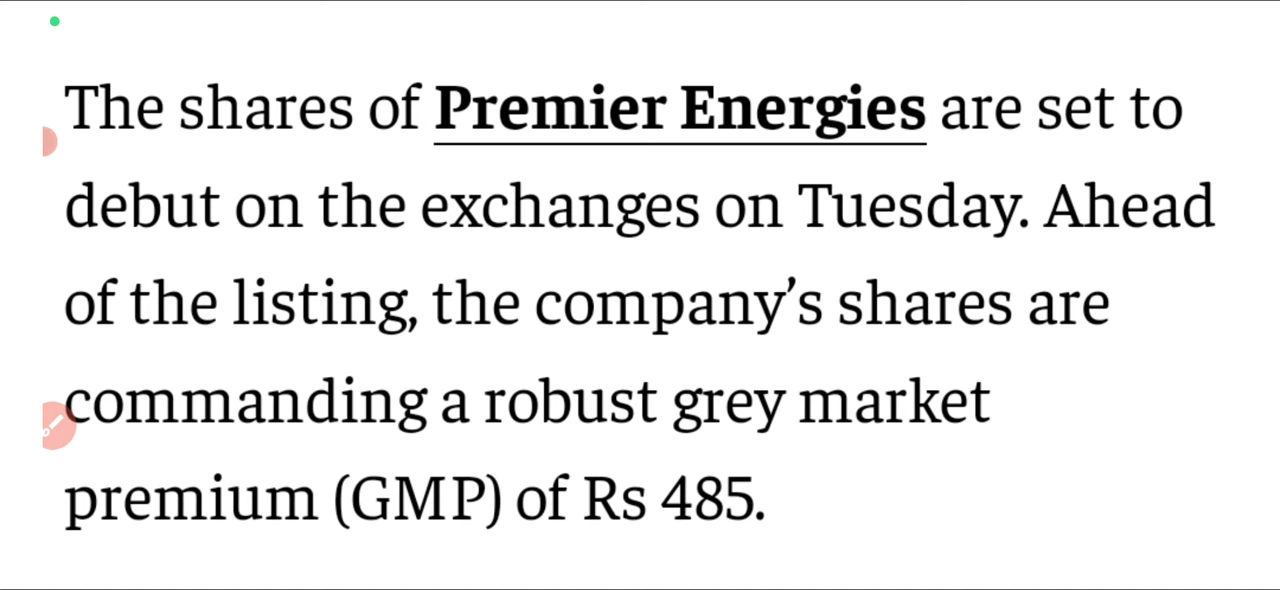 The shares of Premier Energies are set to
debut on the exchanges on Tuesday. Ahead
of the listing, the company’s shares are
commanding a robust grey market
premium (GMP) of Rs 485.